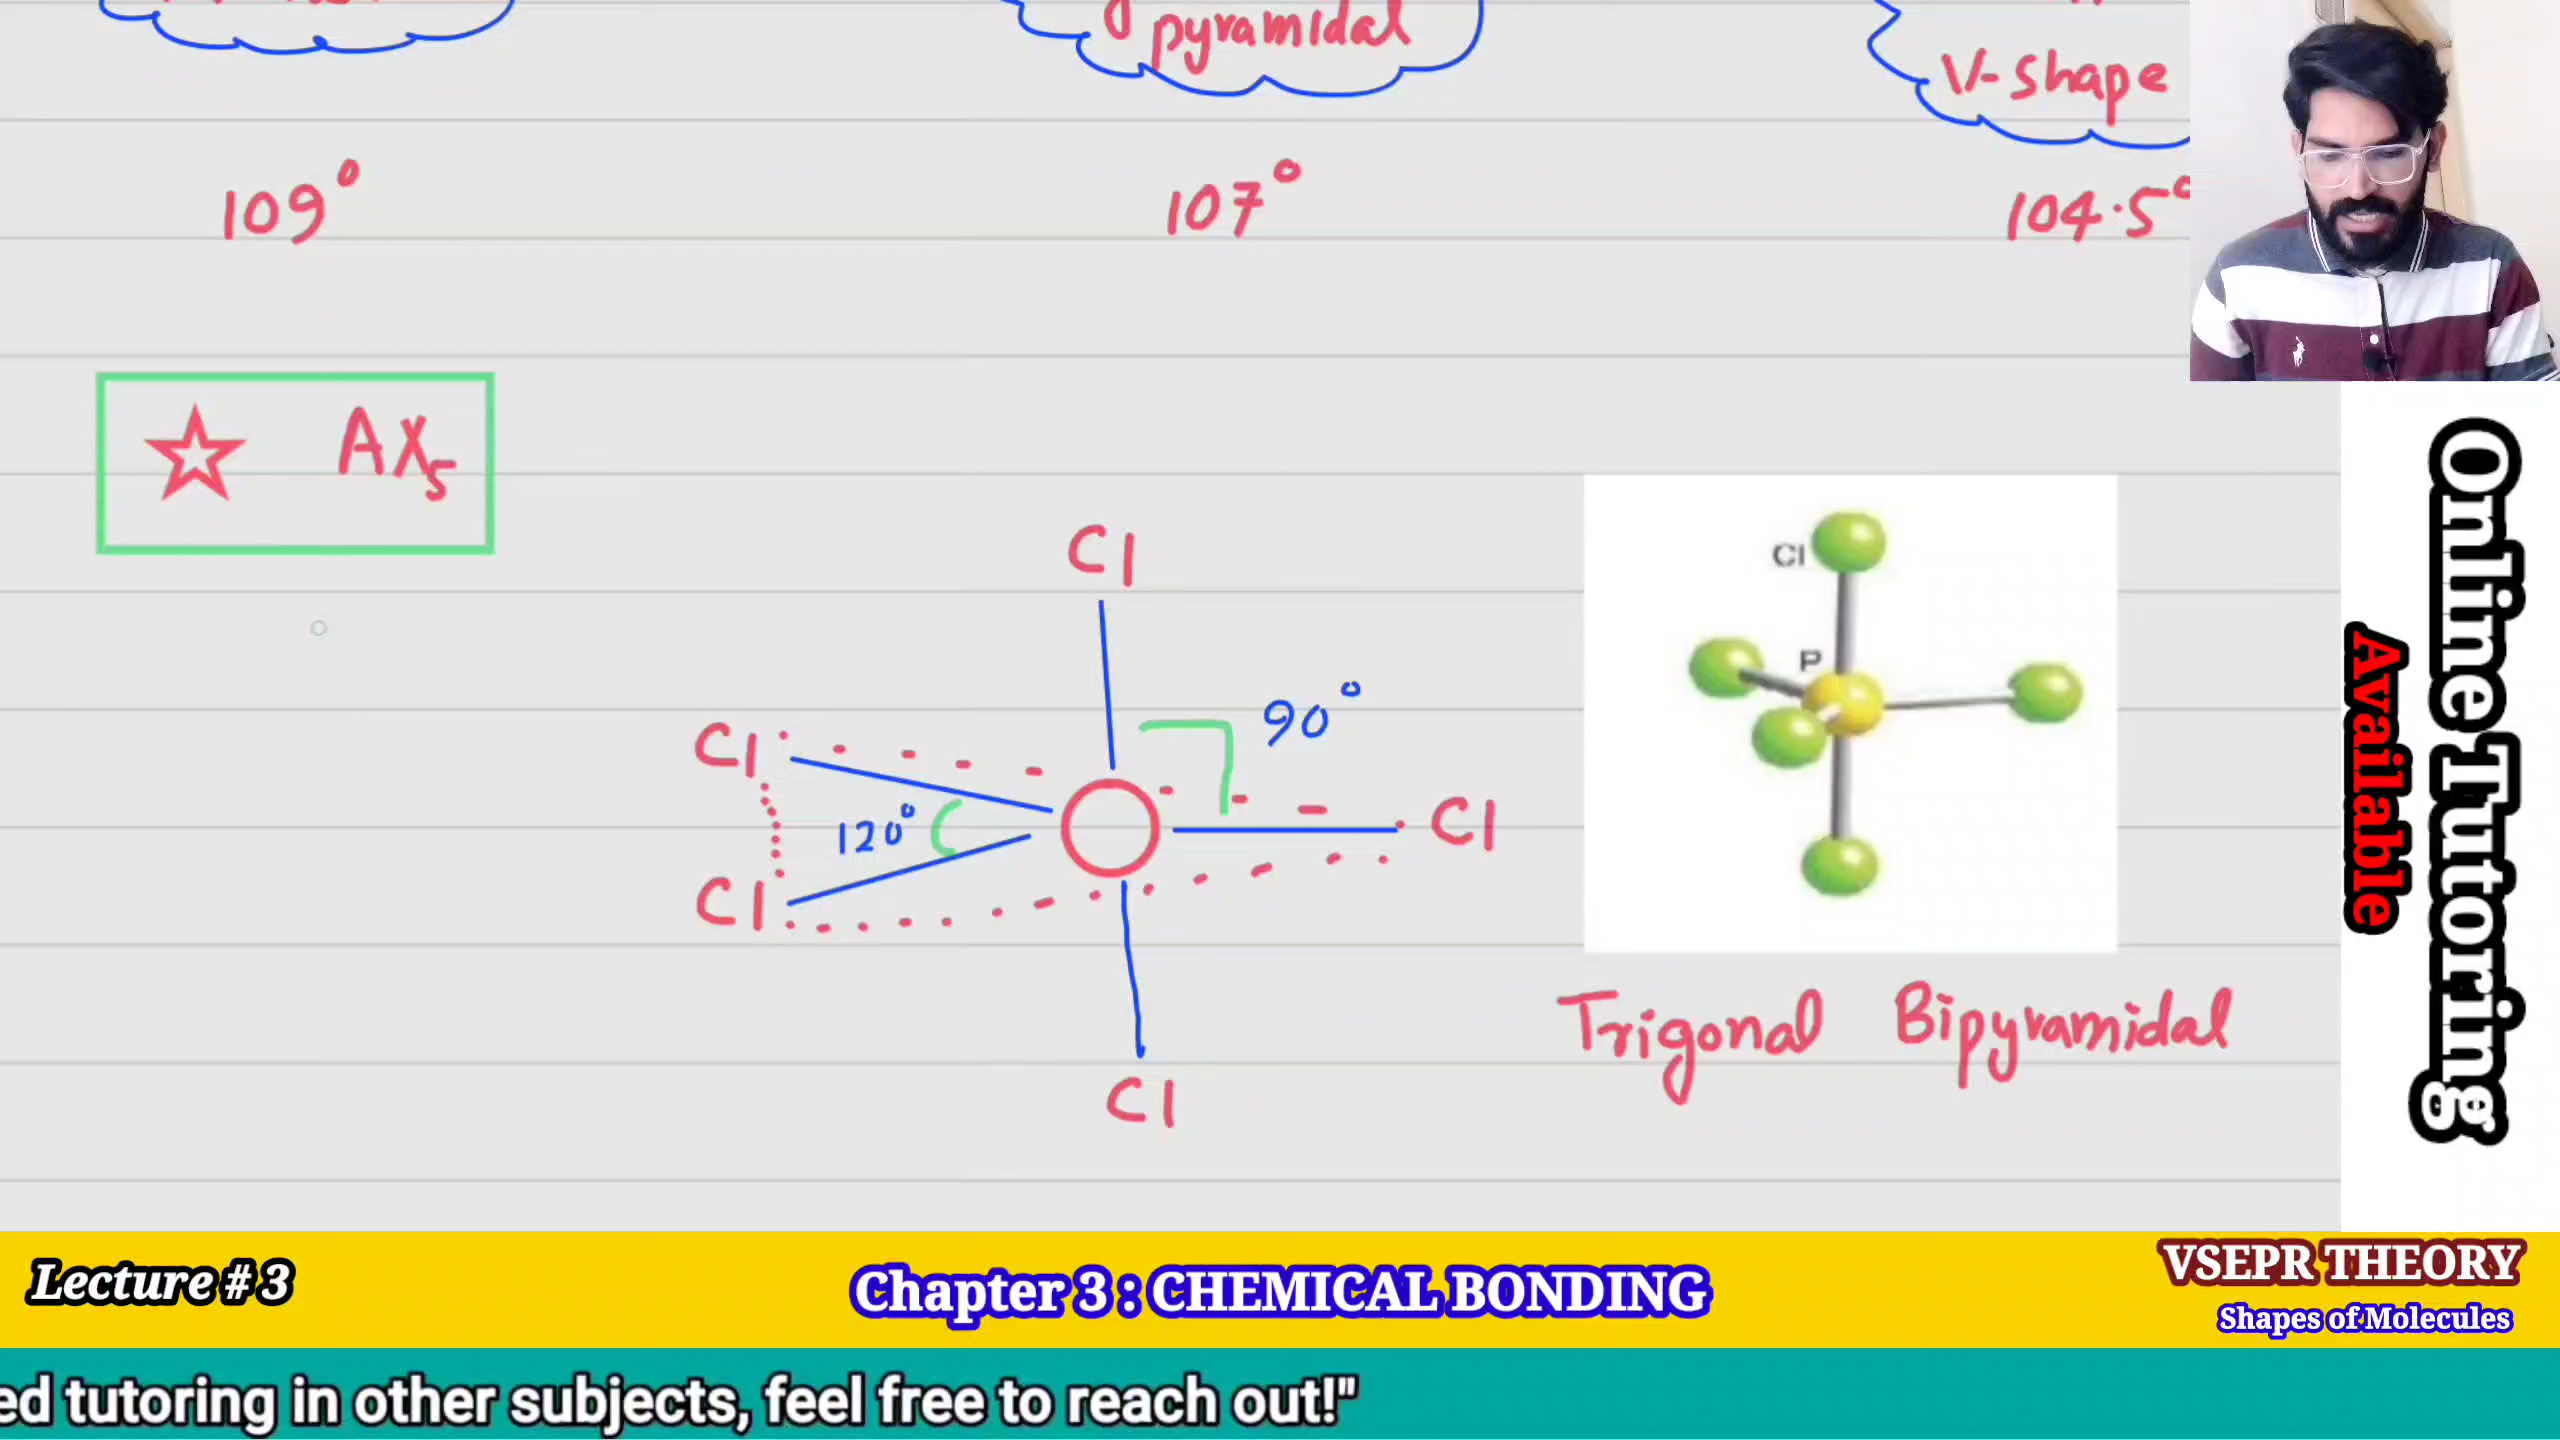 pyramidal
V-shape
109°
107°
104.5°
☆ AX₅
Cl
Cl
90°
120°
Cl
Cl
Cl
Cl
P
Trigonal Bipyramidal
Online Tutoring
Available
Lecture # 3
Chapter 3 : CHEMICAL BONDING
VSEPR THEORY
Shapes of Molecules
ed tutoring in other subjects, feel free to reach out!"